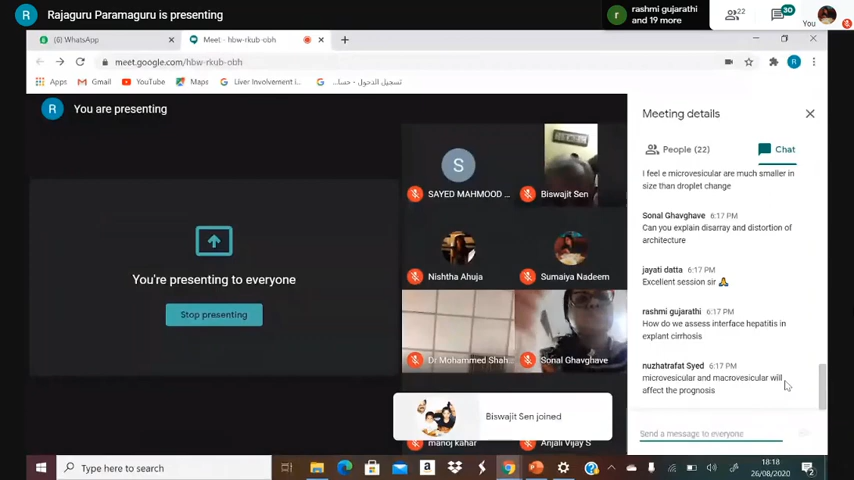 R Rajaguru Paramaguru is presenting
r rashmi gujarathi
and 19 more
22
30
You
(6) WhatsApp
Meet - hbw-rkub-obh
meet.google.com/hbw-rkub-obh
R
Apps
Gmail
YouTube
Maps
Liver Involvement i...
تسجيل الدخول - حسا...
R You are presenting
You're presenting to everyone
Stop presenting
S
SAYED MAHMOOD ...
Biswajit Sen
Nishtha Ahuja
Sumaiya Nadeem
Dr Mohammed Shah...
Sonal Ghavghave
Biswajit Sen joined
manoj kahar
Anjali Vijay S
Meeting details
People (22)
Chat
I feel e microvesicular are much smaller in
size than droplet change
Sonal Ghavghave 6:17 PM
Can you explain disarray and distortion of
architecture
jayati datta 6:17 PM
Excellent session sir 🙏
rashmi gujarathi 6:17 PM
How do we assess interface hepatitis in
explant cirrhosis
nuzhatrafat Syed 6:17 PM
microvesicular and macrovesicular will
affect the prognosis
Send a message to everyone
Type here to search
18:18
26/08/2020
2